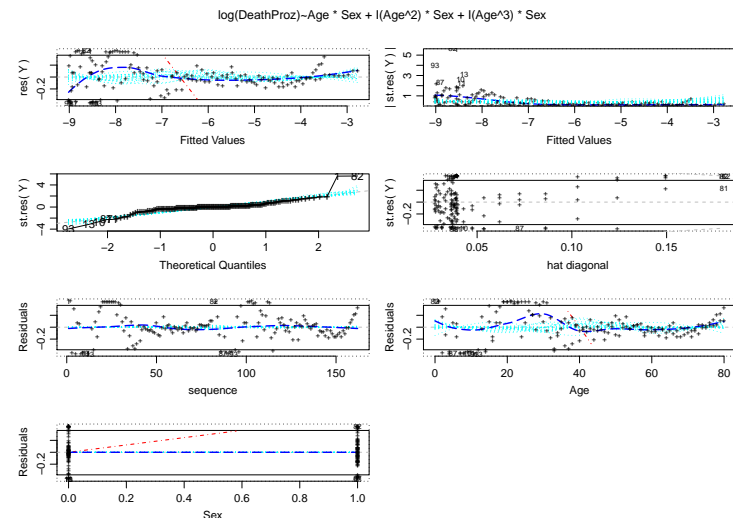 log(DeathProz)~Age * Sex + I(Age^2) * Sex + I(Age^3) * Sex
res( Y )
-0.2
-9 -8 -7 -6 -5 -4 -3
Fitted Values
| st.res( Y ) |
1 3 5
93
87
13
-9 -8 -7 -6 -5 -4 -3
Fitted Values
st.res( Y )
-4 0 4
93
82
-2 -1 0 1 2
Theoretical Quantiles
st.res( Y )
-0.2
81
87
0.05 0.10 0.15
hat diagonal
Residuals
-0.2
82
0 50 100 150
sequence
Residuals
-0.2
0 20 40 60 80
Age
Residuals
-0.2
0.0 0.2 0.4 0.6 0.8 1.0
Sex